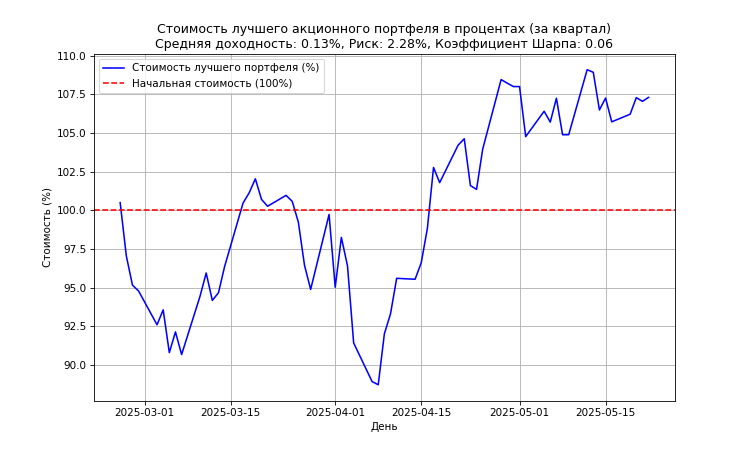 Стоимость лучшего акционного портфеля в процентах (за квартал)
Средняя доходность: 0.13%, Риск: 2.28%, Коэффициент Шарпа: 0.06
Стоимость лучшего портфеля (%)
Начальная стоимость (100%)
Стоимость (%)
110.0
107.5
105.0
102.5
100.0
97.5
95.0
92.5
90.0
2025-03-01
2025-03-15
2025-04-01
2025-04-15
2025-05-01
2025-05-15
День